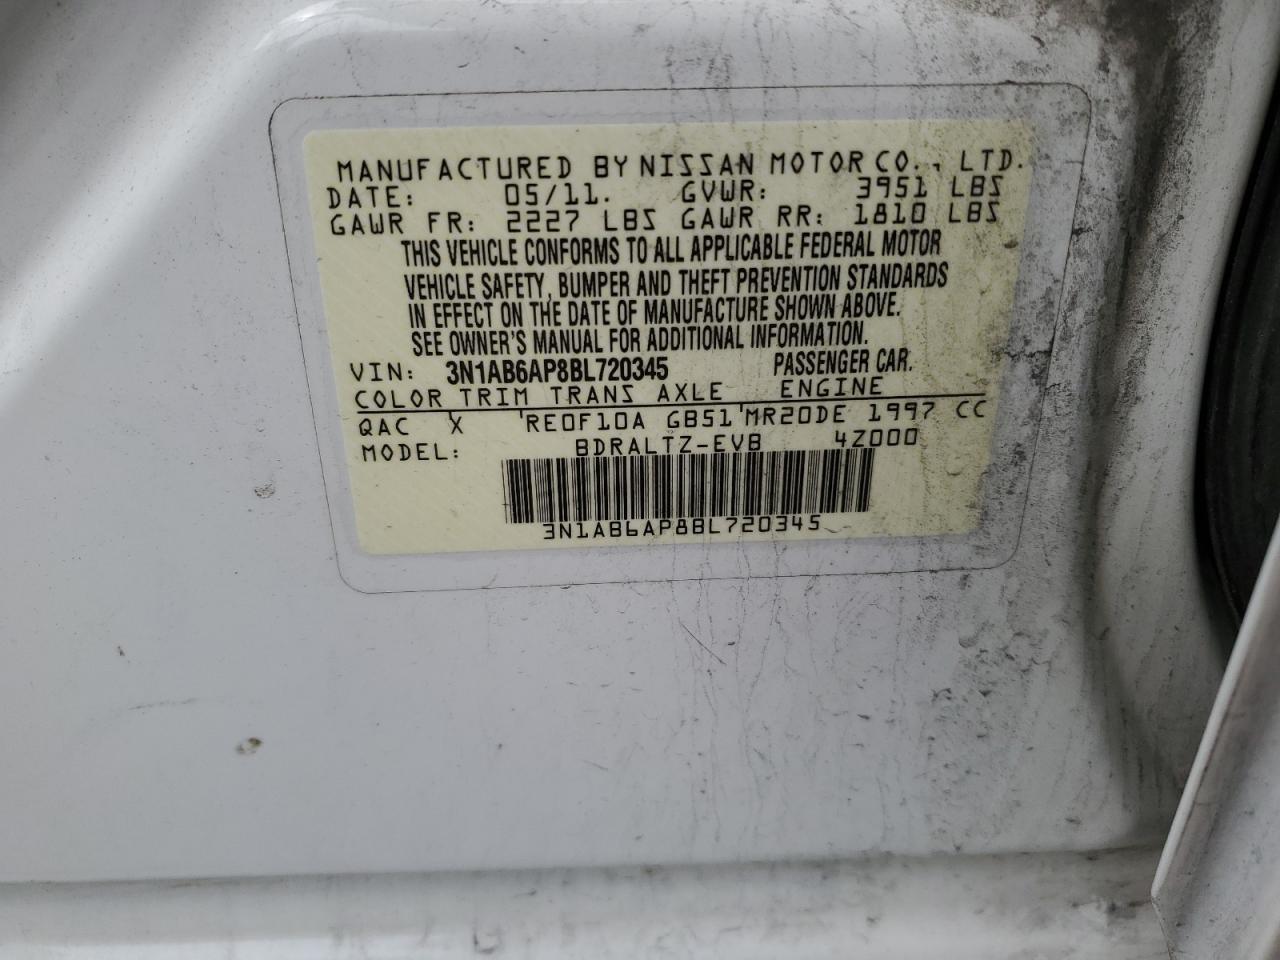 MANUFACTURED BY NISSAN MOTOR CO., LTD.
DATE: 05/11. GVWR: 3951 LBS
GAWR FR: 2227 LBS GAWR RR: 1810 LBS
THIS VEHICLE CONFORMS TO ALL APPLICABLE FEDERAL MOTOR
VEHICLE SAFETY, BUMPER AND THEFT PREVENTION STANDARDS
IN EFFECT ON THE DATE OF MANUFACTURE SHOWN ABOVE.
SEE OWNER'S MANUAL FOR ADDITIONAL INFORMATION.
VIN: 3N1AB6AP8BL720345 PASSENGER CAR.
COLOR TRIM TRANS AXLE ENGINE
QAC X 'RE0F10A GB51'MR20DE 1997 CC
MODEL: BDRALTZ-EVB 4Z000
3N1AB6AP8BL720345